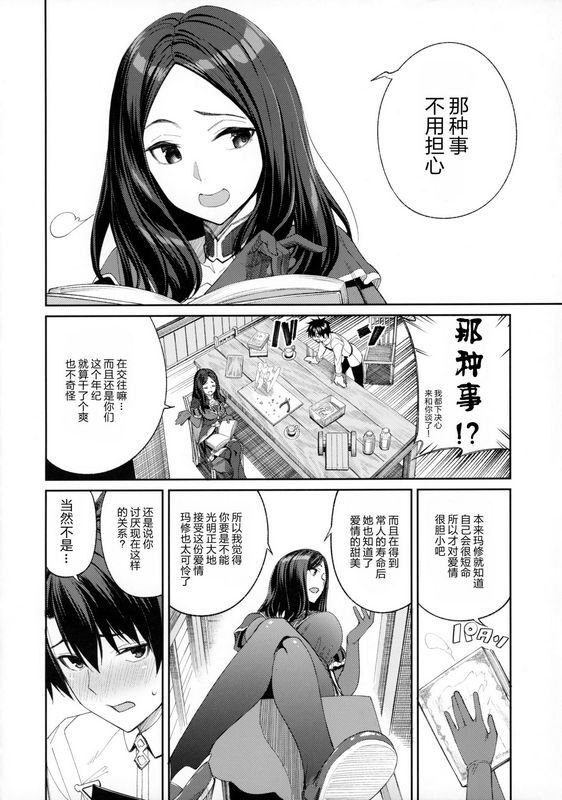 那种事
不用担心
那种事!?
我都下决心
来和你谈了!
在交往嘛…
而且还是你们
这个年纪
就算干了个爽
也不奇怪
本来玛修就知道
自己会很短命
所以才对爱情
很胆小吧
而且在得到
常人的寿命后
她也知道了
爱情的甜美
所以我觉得
你要是不能
光明正大地
接受这份爱情
玛修也太可怜了
还是说你
讨厌现在这样
的关系?
当然不是…